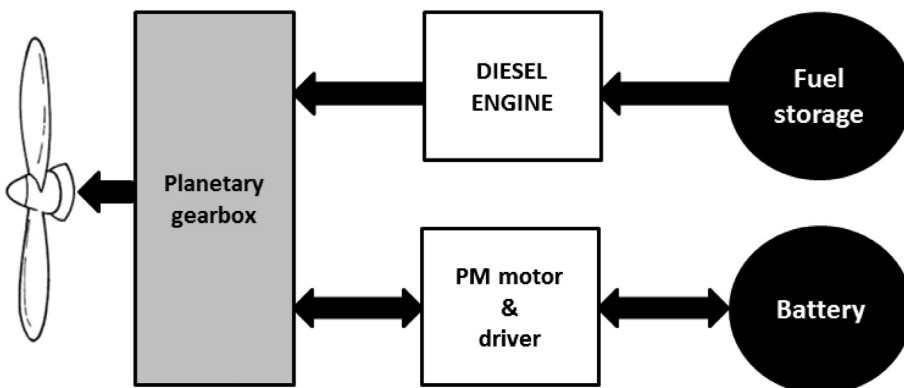 DIESEL
ENGINE
Fuel
storage
Planetary
gearbox
PM motor
&
driver
Battery